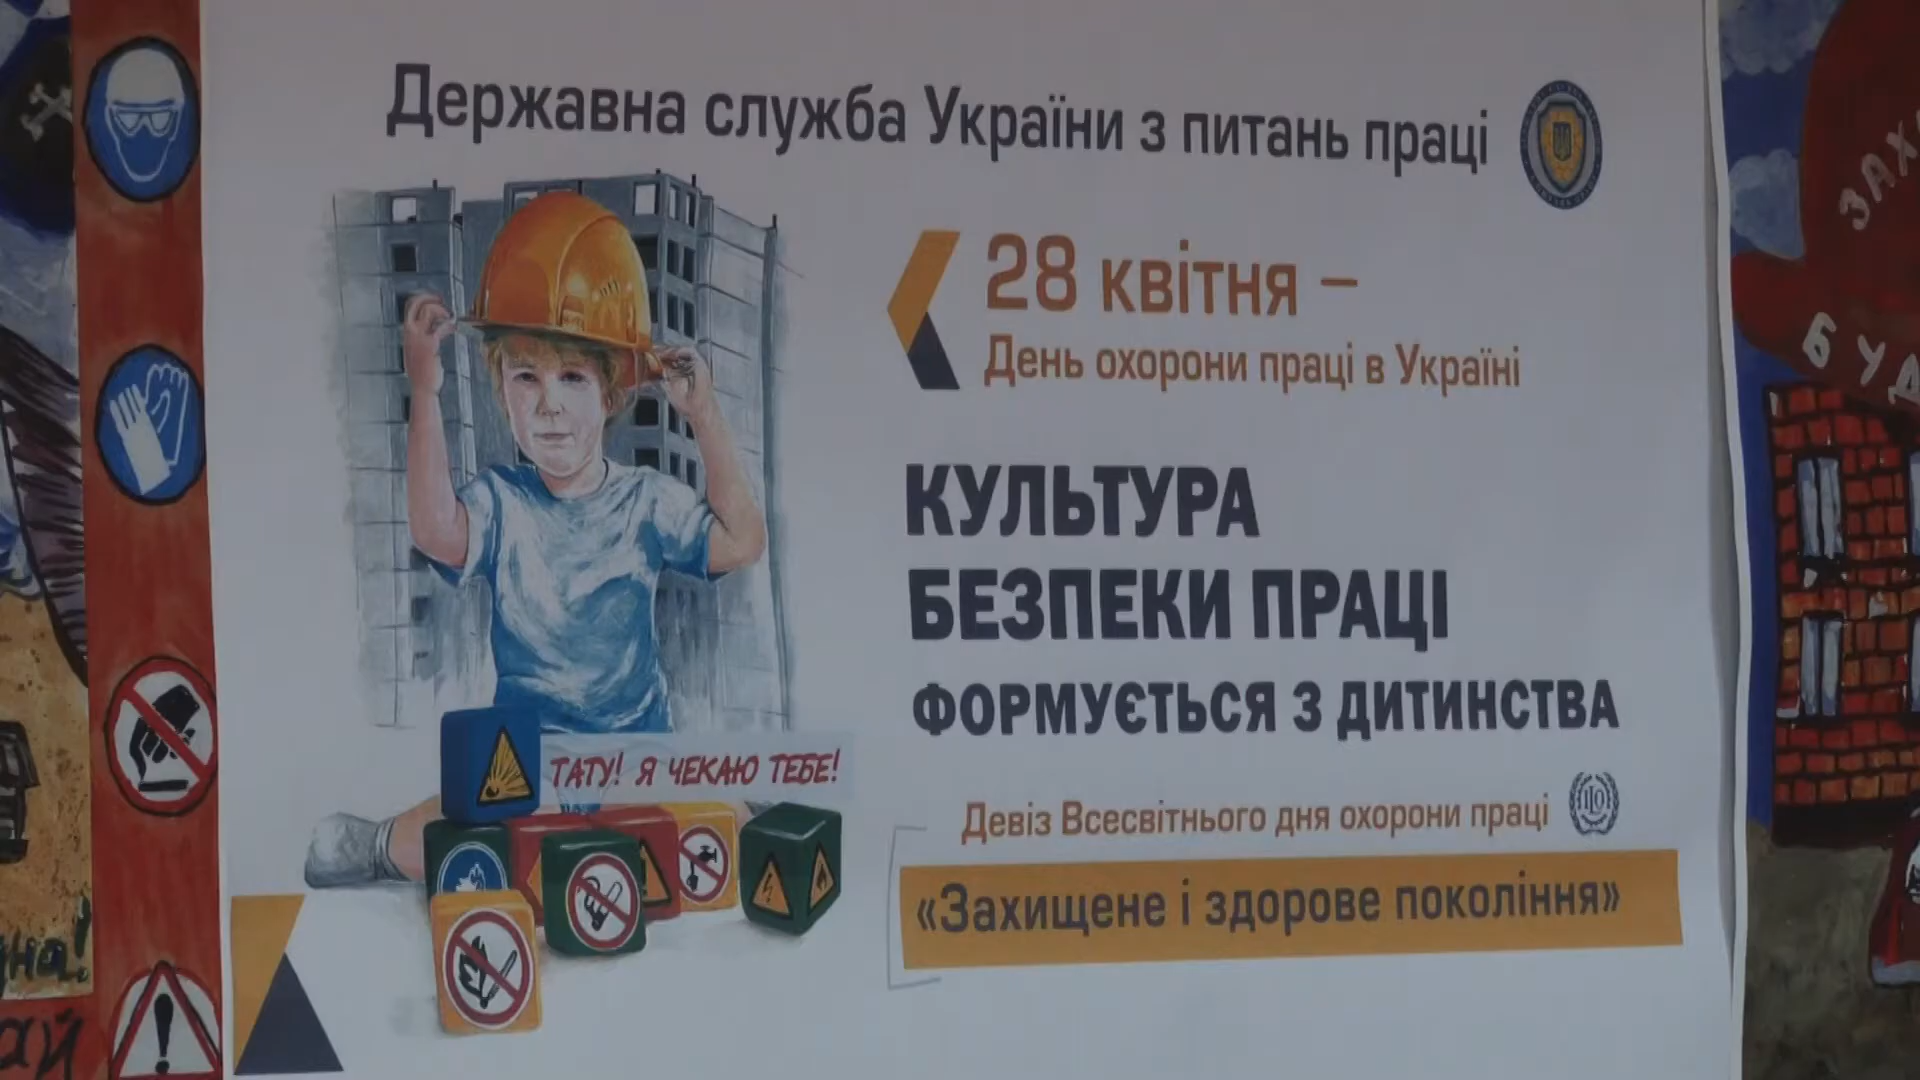 Державна служба України з питань праці
28 квітня –
День охорони праці в Україні
КУЛЬТУРА
БЕЗПЕКИ ПРАЦІ
ФОРМУЄТЬСЯ З ДИТИНСТВА
ТАТУ! Я ЧЕКАЮ ТЕБЕ!
Девіз Всесвітнього дня охорони праці
ILO
«Захищене і здорове покоління»